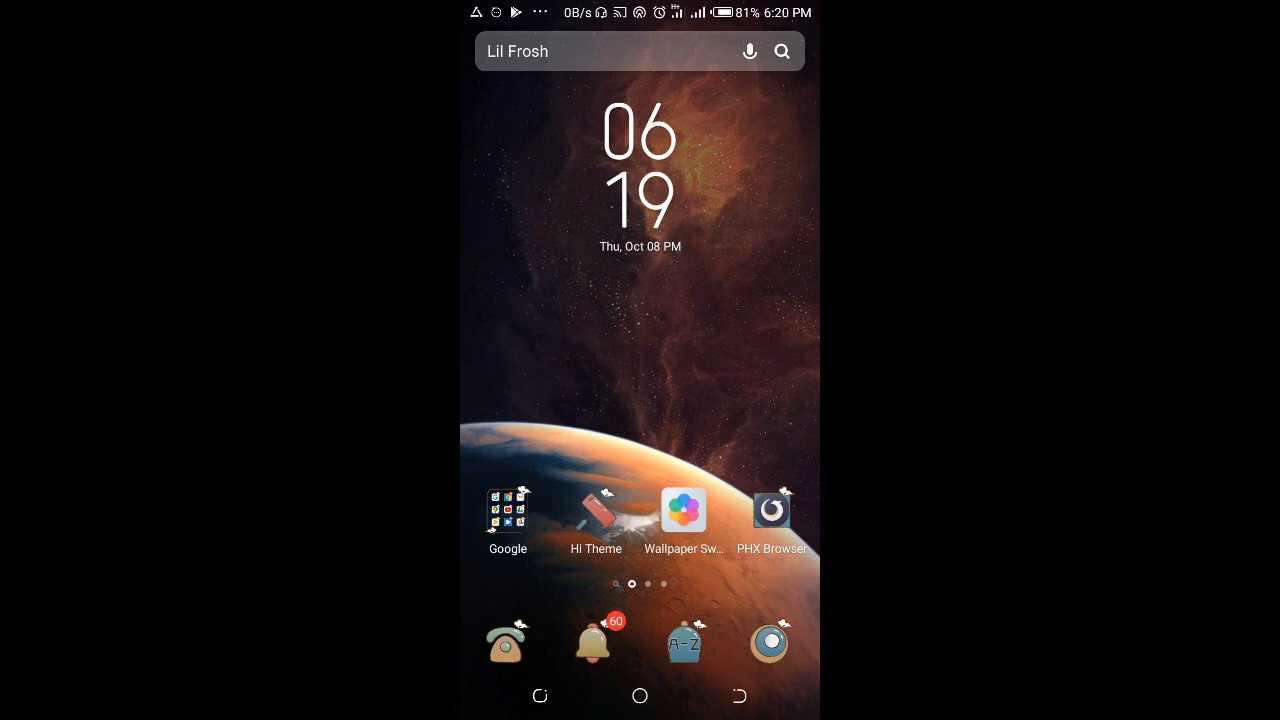 0B/s H+ 81% 6:20 PM
Lil Frosh
06
19
Thu, Oct 08 PM
Google Hi Theme Wallpaper Sw... PHX Browser
60
A-Z